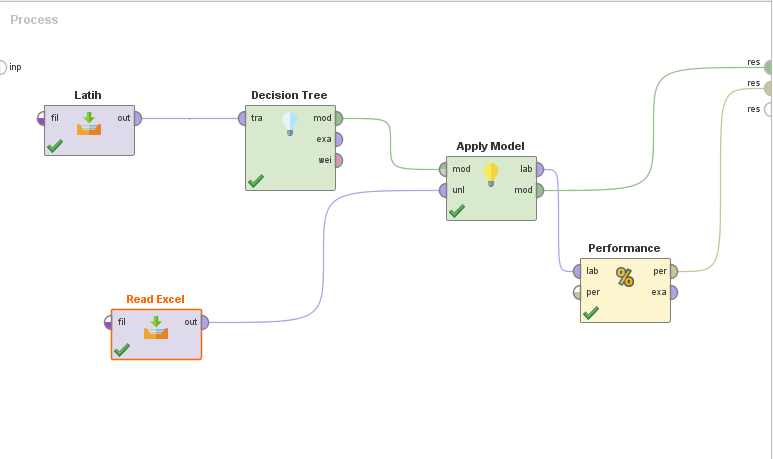 Process
inp
res
res
res
Latih
fil out
Decision Tree
tra mod
exa
wei
Apply Model
mod lab
unl mod
Performance
lab per
per exa
%
Read Excel
fil out